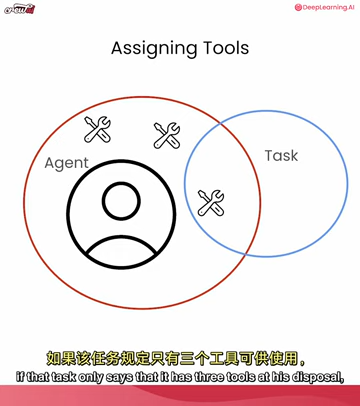 DeepLearning.AI
Assigning Tools
Agent
Task
如果该任务规定只有三个工具可供使用，
if that task only says that it has three tools at his disposal,